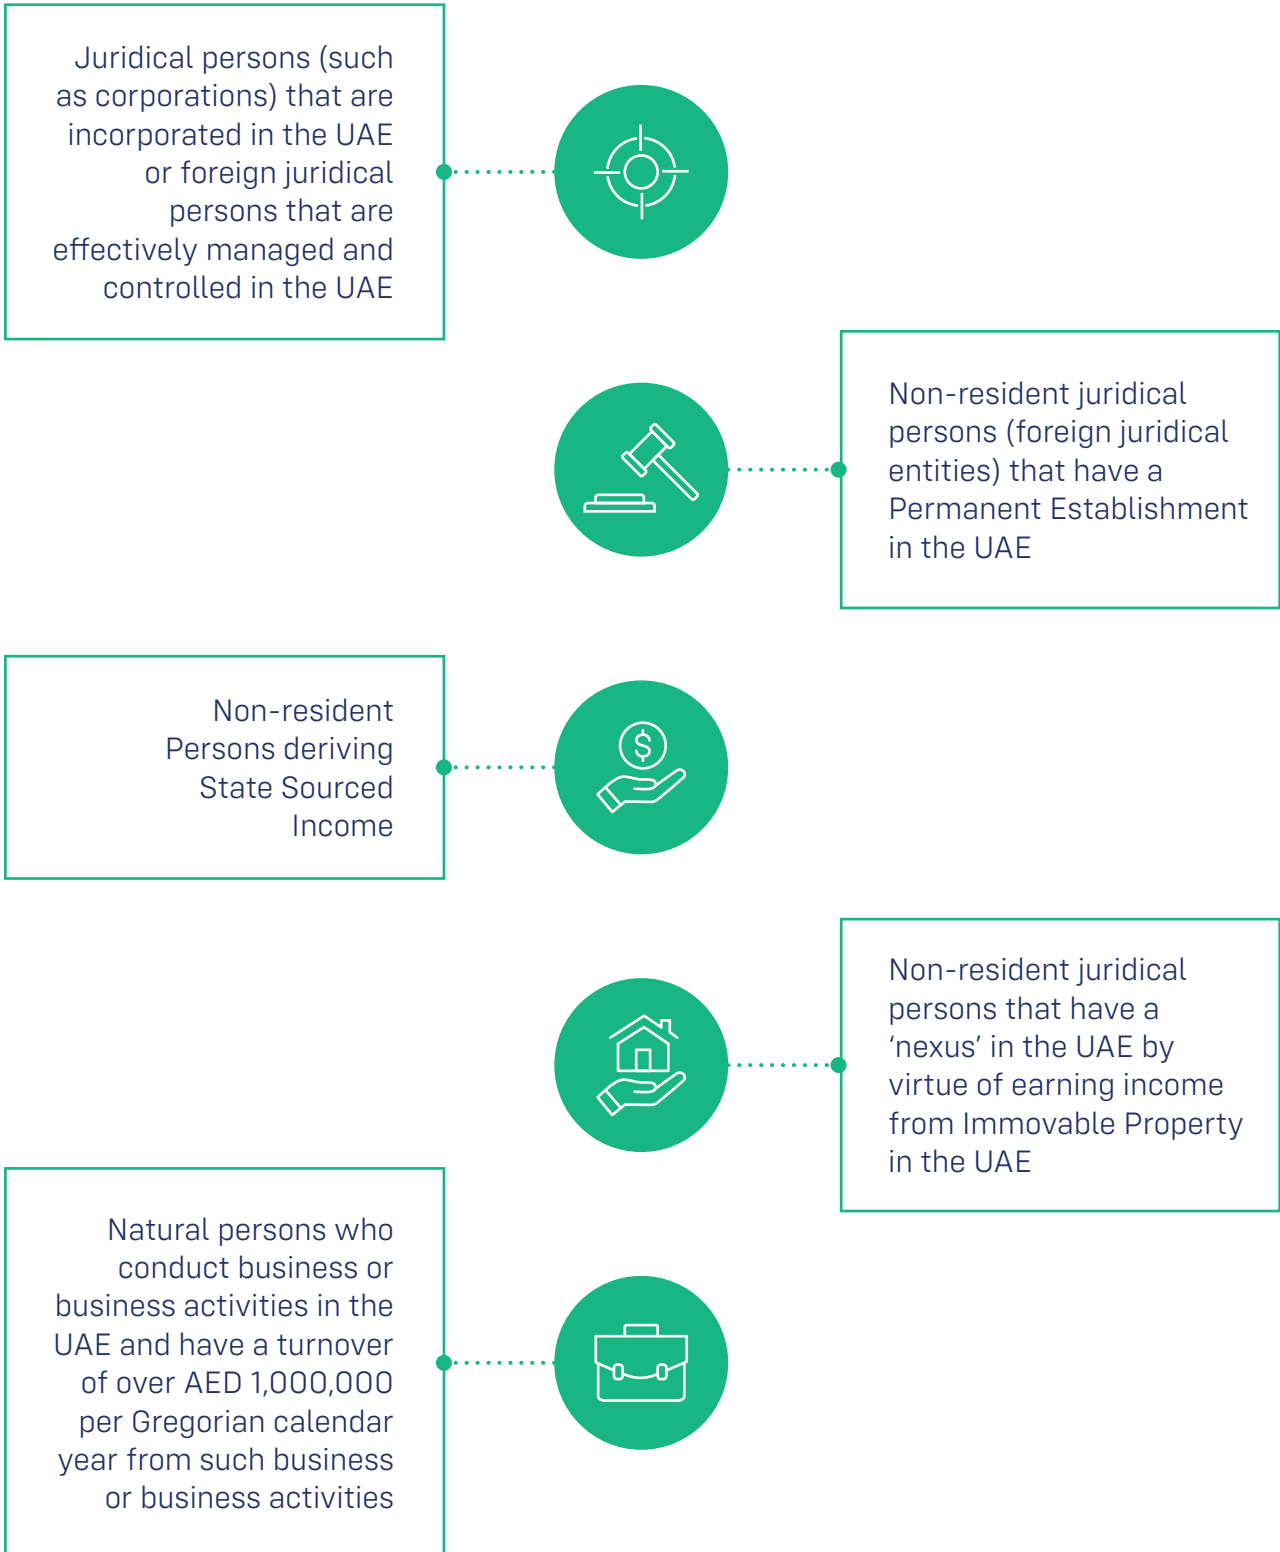 Juridical persons (such
as corporations) that are
incorporated in the UAE
or foreign juridical
persons that are
effectively managed and
controlled in the UAE
Non-resident juridical
persons (foreign juridical
entities) that have a
Permanent Establishment
in the UAE
Non-resident
Persons deriving
State Sourced
Income
Non-resident juridical
persons that have a
‘nexus’ in the UAE by
virtue of earning income
from Immovable Property
in the UAE
Natural persons who
conduct business or
business activities in the
UAE and have a turnover
of over AED 1,000,000
per Gregorian calendar
year from such business
or business activities